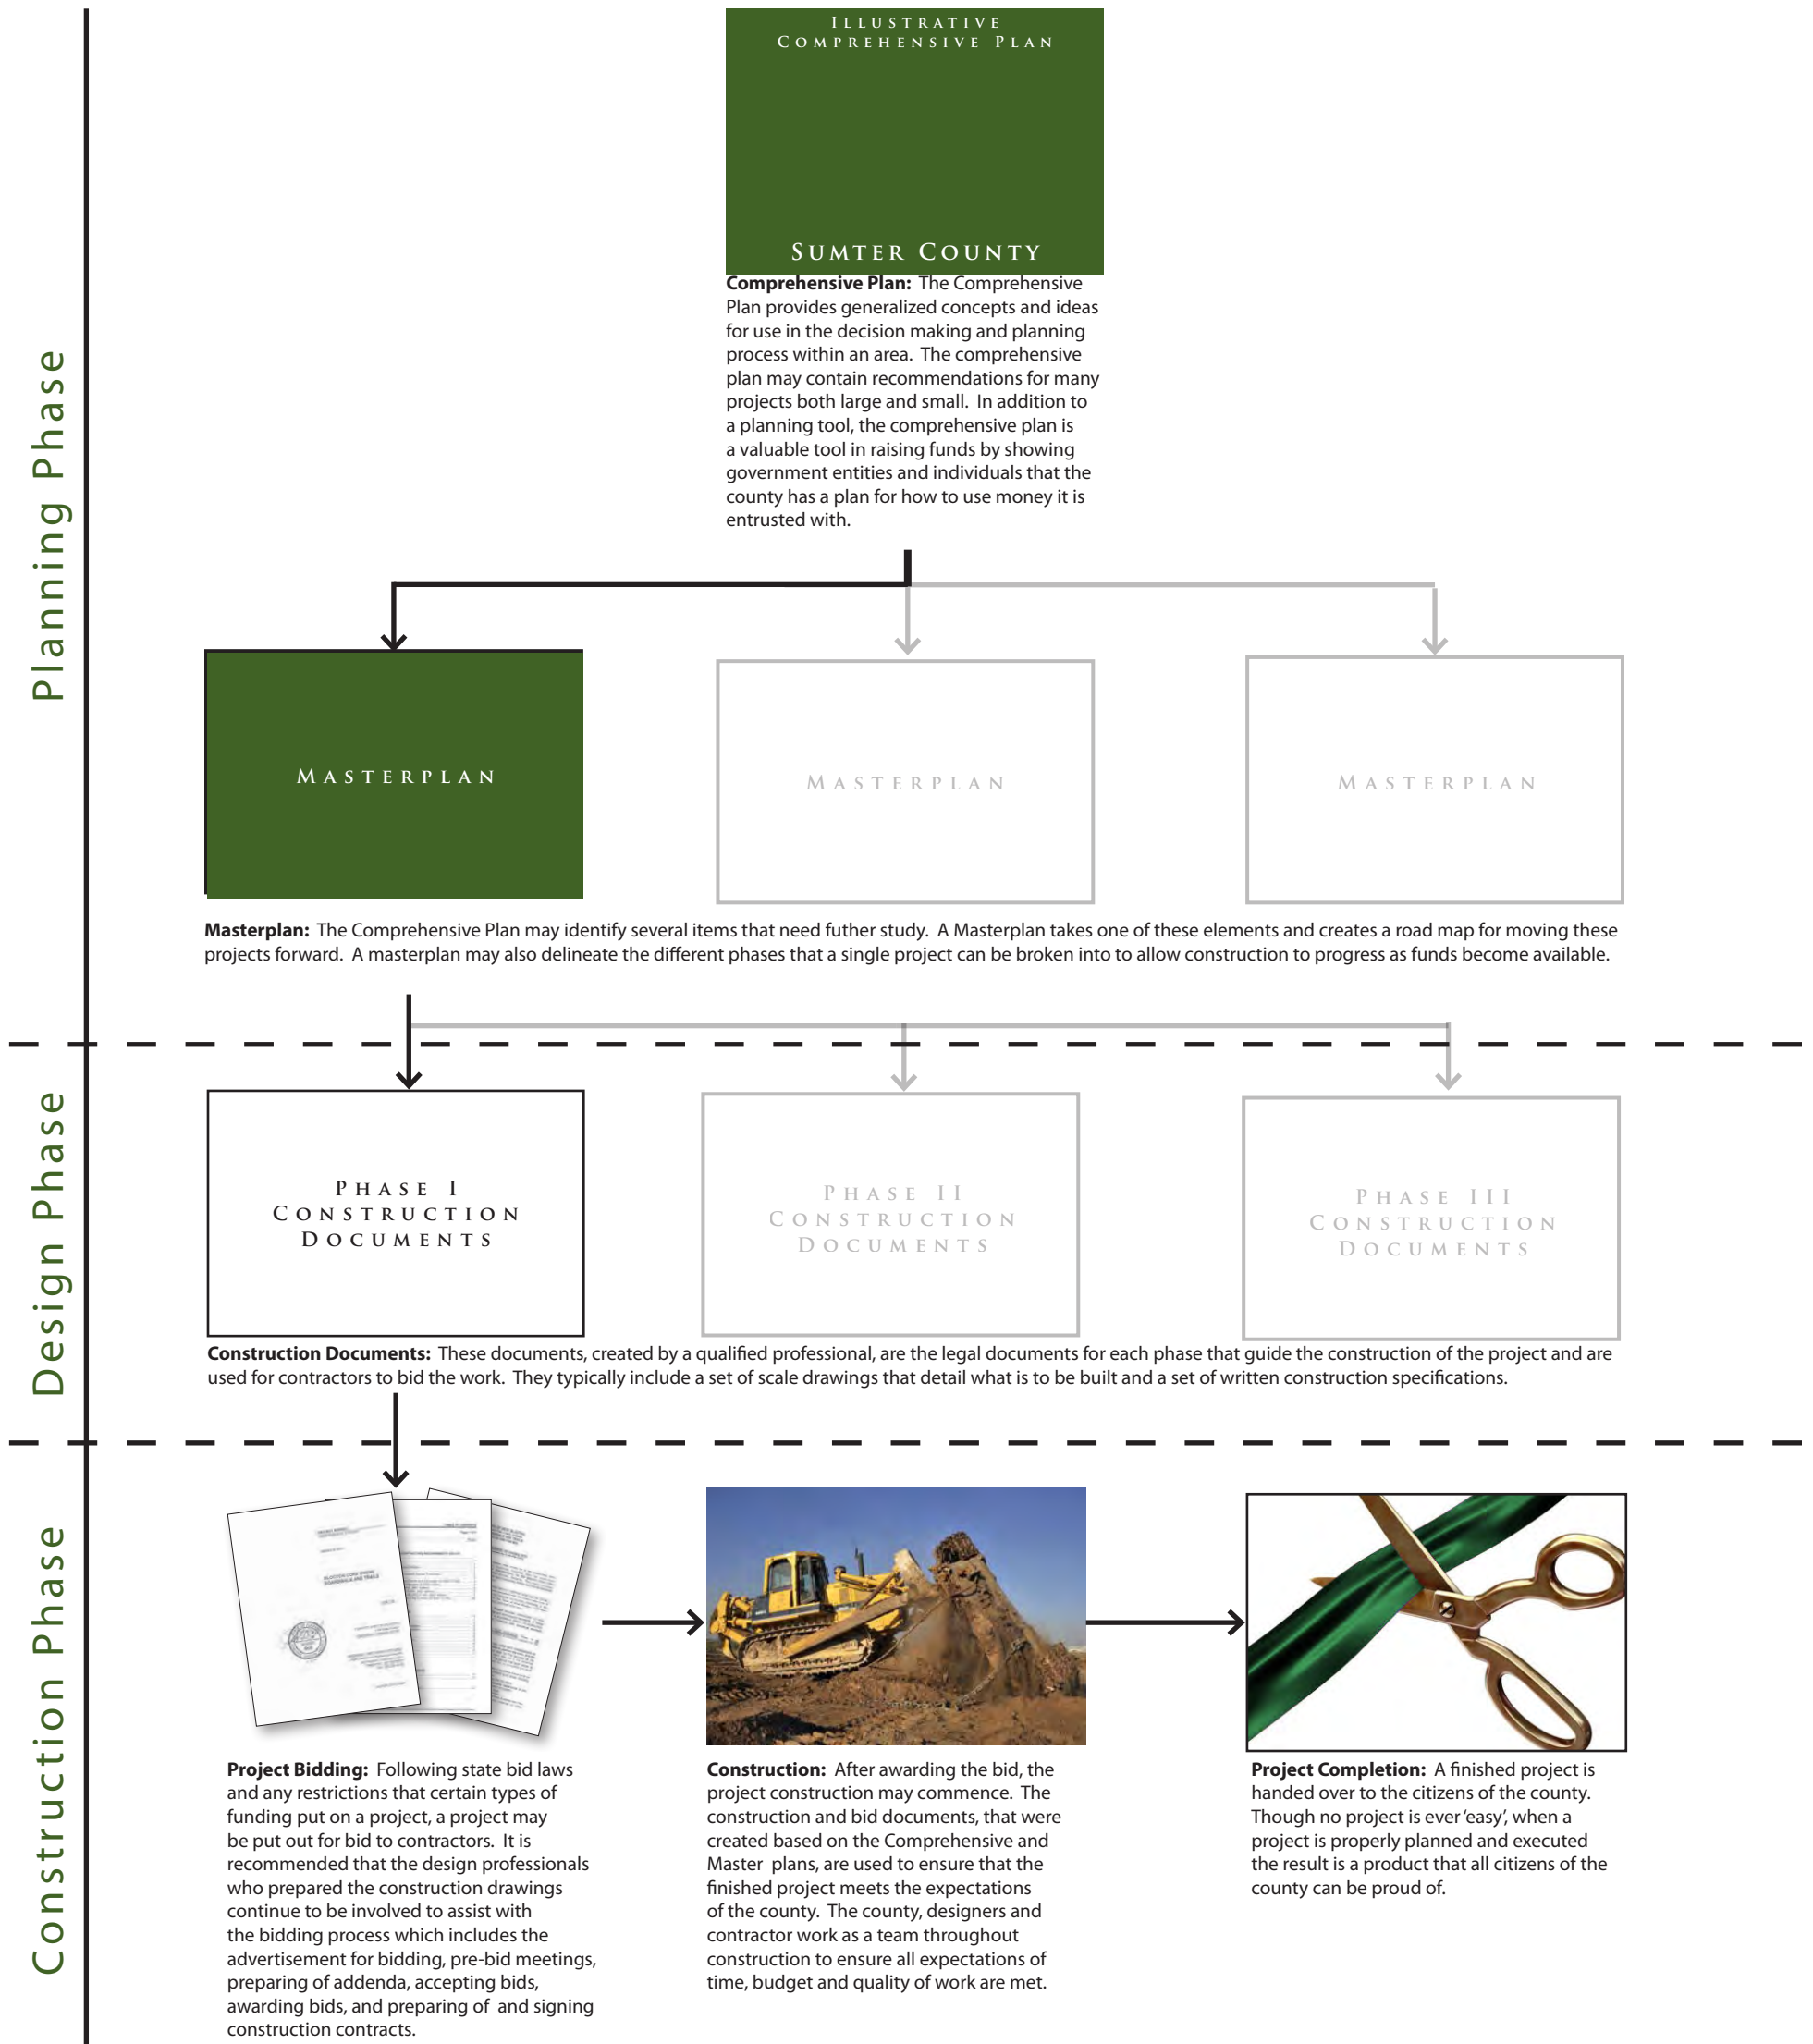 Illustrative
Comprehensive Plan
Sumter County
Comprehensive Plan: The Comprehensive
Plan provides generalized concepts and ideas
for use in the decision making and planning
process within an area. The comprehensive
plan may contain recommendations for many
projects both large and small. In addition to
a planning tool, the comprehensive plan is
a valuable tool in raising funds by showing
government entities and individuals that the
county has a plan for how to use money it is
entrusted with.
Planning Phase
Masterplan
Masterplan
Masterplan
Masterplan: The Comprehensive Plan may identify several items that need futher study. A Masterplan takes one of these elements and creates a road map for moving these
projects forward. A masterplan may also delineate the different phases that a single project can be broken into to allow construction to progress as funds become available.
Design Phase
Phase I
Construction
Documents
Phase II
Construction
Documents
Phase III
Construction
Documents
Construction Documents: These documents, created by a qualified professional, are the legal documents for each phase that guide the construction of the project and are
used for contractors to bid the work. They typically include a set of scale drawings that detail what is to be built and a set of written construction specifications.
Construction Phase
Project Bidding: Following state bid laws
and any restrictions that certain types of
funding put on a project, a project may
be put out for bid to contractors. It is
recommended that the design professionals
who prepared the construction drawings
continue to be involved to assist with
the bidding process which includes the
advertisement for bidding, pre-bid meetings,
preparing of addenda, accepting bids,
awarding bids, and preparing of and signing
construction contracts.
Construction: After awarding the bid, the
project construction may commence. The
construction and bid documents, that were
created based on the Comprehensive and
Master plans, are used to ensure that the
finished project meets the expectations
of the county. The county, designers and
contractor work as a team throughout
construction to ensure all expectations of
time, budget and quality of work are met.
Project Completion: A finished project is
handed over to the citizens of the county.
Though no project is ever ‘easy’, when a
project is properly planned and executed
the result is a product that all citizens of the
county can be proud of.